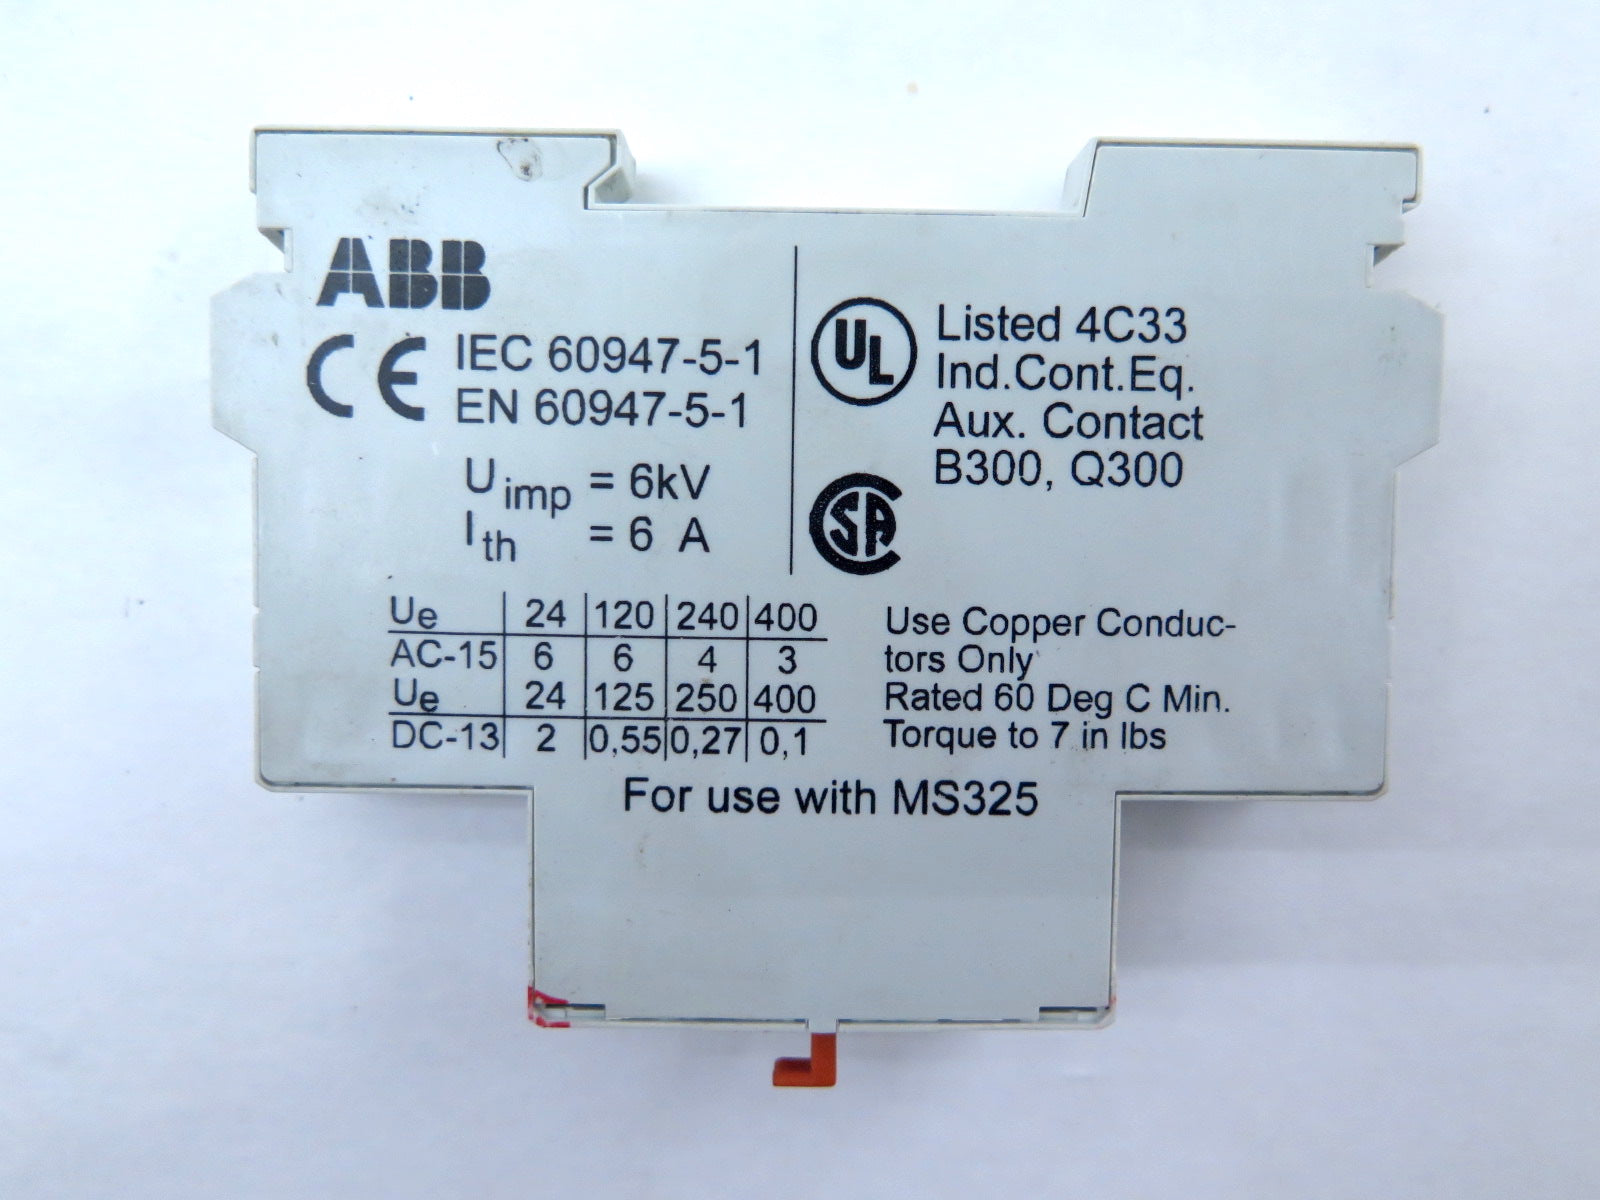 ABB
CE IEC 60947-5-1
EN 60947-5-1
U imp = 6kV
I th = 6 A
UL Listed 4C33
Ind.Cont.Eq.
Aux. Contact
B300, Q300
CSA
Ue 24 120 240 400
AC-15 6 6 4 3
Ue 24 125 250 400
DC-13 2 0,55 0,27 0,1
Use Copper Conduc-
tors Only
Rated 60 Deg C Min.
Torque to 7 in lbs
For use with MS325